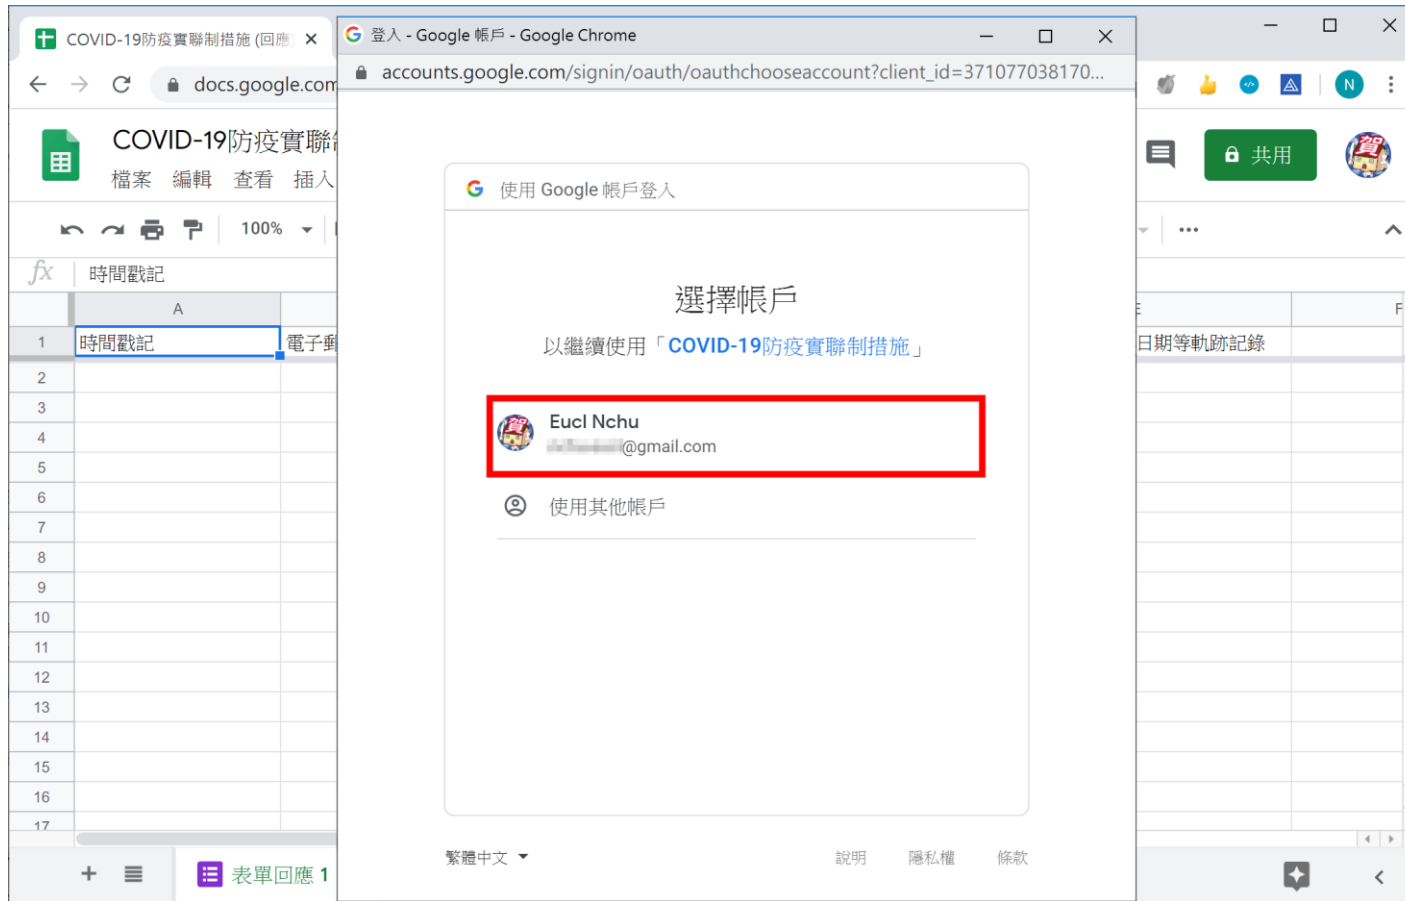 COVID-19防疫實聯制措施 (回應
登入 - Google 帳戶 - Google Chrome
docs.google.com
accounts.google.com/signin/oauth/oauthchooseaccount?client_id=371077038170...
N
COVID-19防疫實聯制
檔案 編輯 查看 插入
共用
100%
使用 Google 帳戶登入
fx 時間戳記
A
E
F
1 時間戳記 電子郵 日期等軌跡記錄
選擇帳戶
以繼續使用「COVID-19防疫實聯制措施」
Eucl Nchu
@gmail.com
使用其他帳戶
2
3
4
5
6
7
8
9
10
11
12
13
14
15
16
17
繁體中文 說明 隱私權 條款
表單回應 1